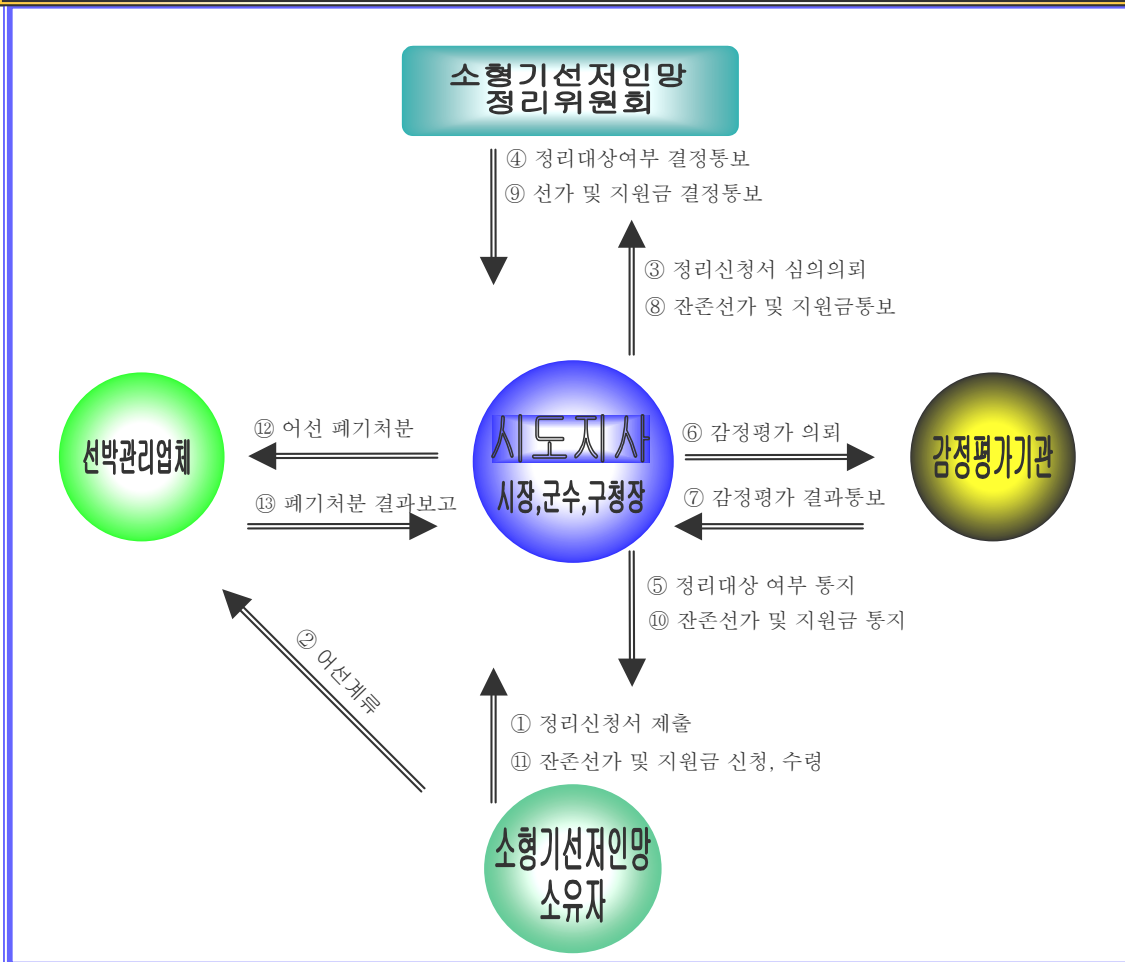 소형기선저인망
정리위원회
④ 정리대상여부 결정통보
⑨ 선가 및 지원금 결정통보
③ 정리신청서 심의의뢰
⑧ 잔존선가 및 지원금통보
선박관리업체
⑫ 어선 폐기처분
⑬ 폐기처분 결과보고
시도지사
시장,군수,구청장
⑥ 감정평가 의뢰
⑦ 감정평가 결과통보
감정평가기관
⑤ 정리대상 여부 통지
⑩ 잔존선가 및 지원금 통지
② 어선계류
① 정리신청서 제출
⑪ 잔존선가 및 지원금 신청, 수령
소형기선저인망
소유자